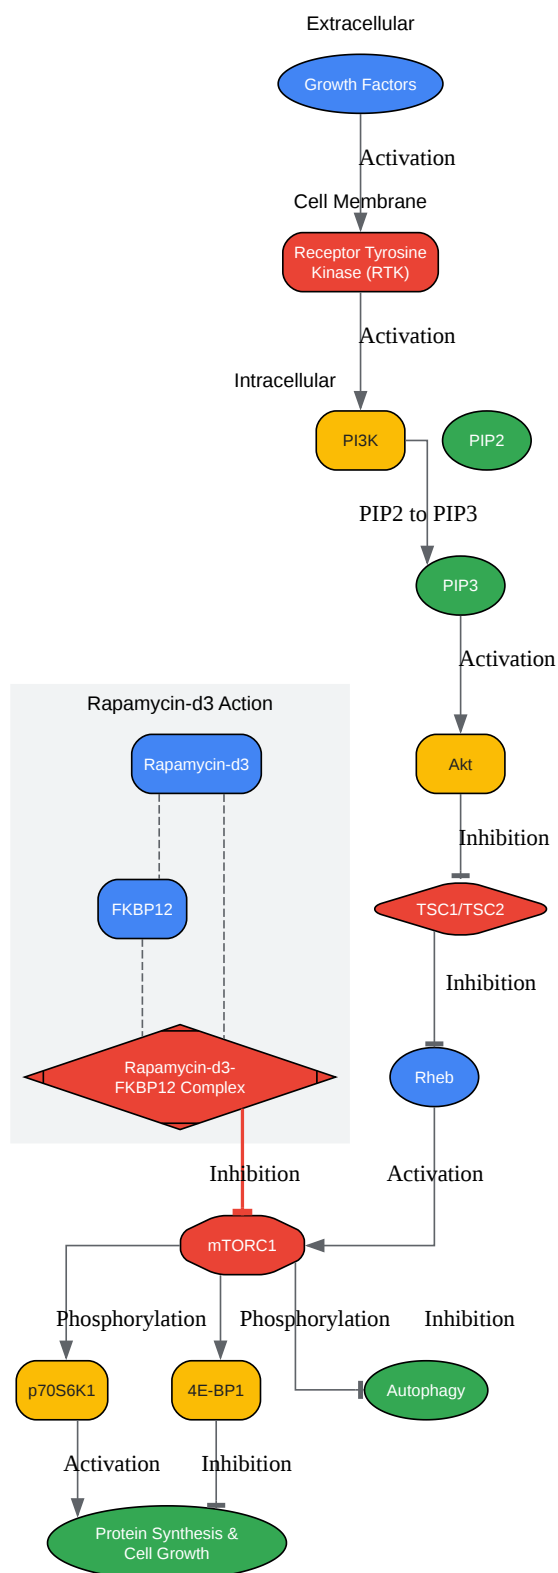 Extracellular
Growth Factors
Activation
Cell Membrane
Receptor Tyrosine
Kinase (RTK)
Activation
Intracellular
PI3K
PIP2
PIP2 to PIP3
PIP3
Activation
Rapamycin-d3 Action
Rapamycin-d3
Akt
Inhibition
FKBP12
TSC1/TSC2
Inhibition
Rapamycin-d3-
FKBP12 Complex
Rheb
Inhibition
Activation
mTORC1
Phosphorylation
Phosphorylation
Inhibition
p70S6K1
4E-BP1
Autophagy
Activation
Inhibition
Protein Synthesis &
Cell Growth